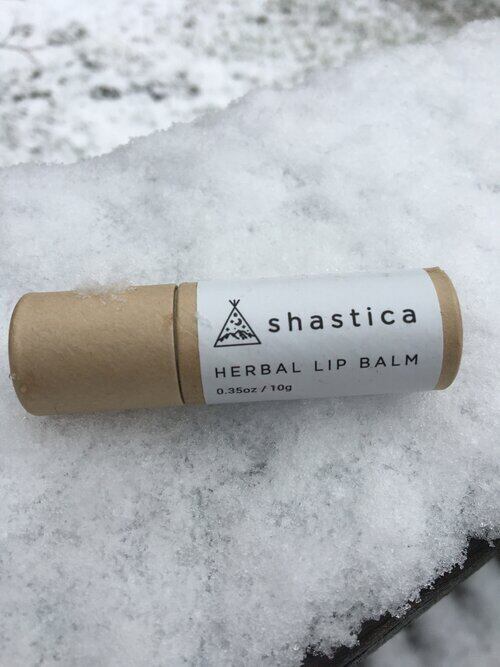 shastica
HERBAL LIP BALM
0.35oz / 10g